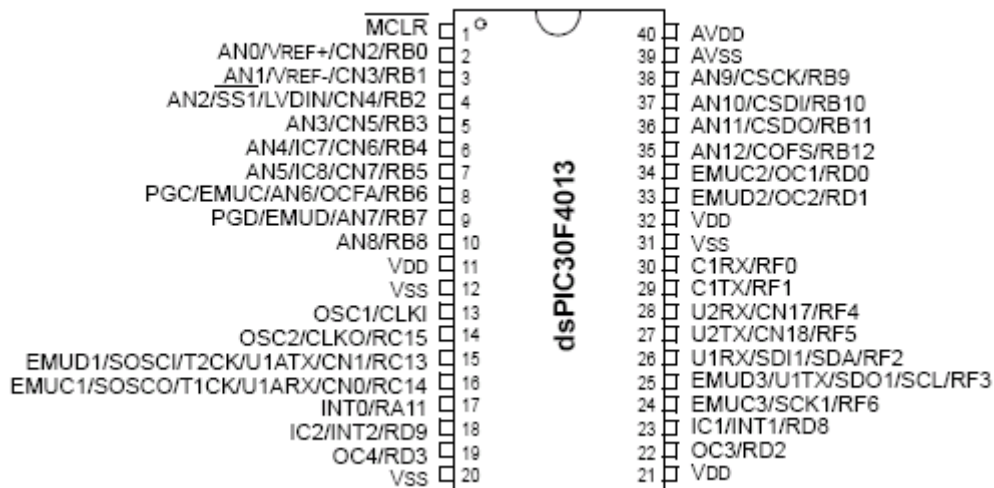 MCLR 1 40 AVDD
AN0/VREF+/CN2/RB0 2 39 AVSS
AN1/VREF-/CN3/RB1 3 38 AN9/CSCK/RB9
AN2/SS1/LVDIN/CN4/RB2 4 37 AN10/CSDI/RB10
AN3/CN5/RB3 5 36 AN11/CSDO/RB11
AN4/IC7/CN6/RB4 6 35 AN12/COFS/RB12
AN5/IC8/CN7/RB5 7 34 EMUC2/OC1/RD0
PGC/EMUC/AN6/OCFA/RB6 8 33 EMUD2/OC2/RD1
PGD/EMUD/AN7/RB7 9 32 VDD
AN8/RB8 10 31 VSS
VDD 11 30 C1RX/RF0
VSS 12 29 C1TX/RF1
OSC1/CLKI 13 28 U2RX/CN17/RF4
OSC2/CLKO/RC15 14 27 U2TX/CN18/RF5
EMUD1/SOSCI/T2CK/U1ATX/CN1/RC13 15 26 U1RX/SDI1/SDA/RF2
EMUC1/SOSCO/T1CK/U1ARX/CN0/RC14 16 25 EMUD3/U1TX/SDO1/SCL/RF3
INT0/RA11 17 24 EMUC3/SCK1/RF6
IC2/INT2/RD9 18 23 IC1/INT1/RD8
OC4/RD3 19 22 OC3/RD2
VSS 20 21 VDD
dsPIC30F4013